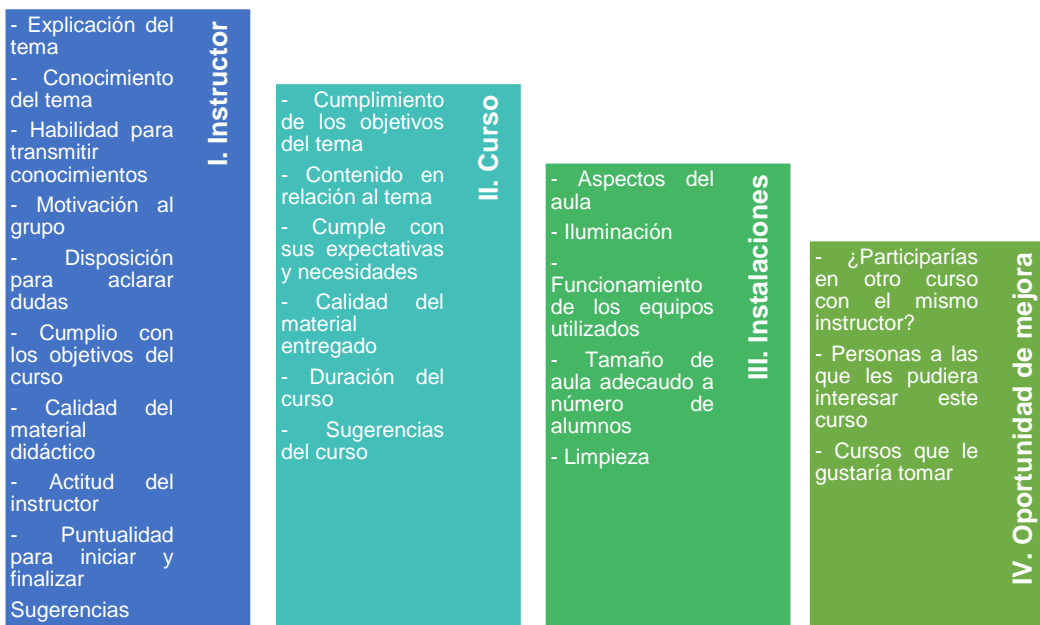 I. Instructor
- Explicación del
tema
- Conocimiento
del tema
- Habilidad para
transmitir
conocimientos
- Motivación al
grupo
- Disposición
para aclarar
dudas
- Cumplio con
los objetivos del
curso
- Calidad del
material
didáctico
- Actitud del
instructor
- Puntualidad
para iniciar y
finalizar
Sugerencias
II. Curso
- Cumplimiento
de los objetivos
del tema
- Contenido en
relación al tema
- Cumple con
sus expectativas
y necesidades
- Calidad del
material
entregado
- Duración del
curso
- Sugerencias
del curso
III. Instalaciones
- Aspectos del
aula
- Iluminación
-
Funcionamiento
de los equipos
utilizados
- Tamaño de
aula adecaudo a
número de
alumnos
- Limpieza
IV. Oportunidad de mejora
- ¿Participarías
en otro curso
con el mismo
instructor?
- Personas a las
que les pudiera
interesar este
curso
- Cursos que le
gustaría tomar